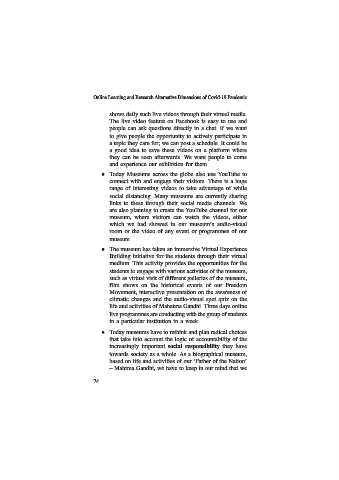 Online Learning and Research Alternative Dimensions of Covid-19 Pandemic
shows daily such live videos through their virtual media.
The live video feature on Facebook is easy to use and
people can ask questions directly in a chat. If we want
to give people the opportunity to actively participate in
a topic they care for; we can post a schedule. It could be
a good idea to save these videos on a platform where
they can be seen afterwards. We want people to come
and experience our exhibition for them.
• Today Museums across the globe also use YouTube to
connect with and engage their visitors. There is a huge
range of interesting videos to take advantage of while
social distancing. Many museums are currently sharing
links to these through their social media channels. We
are also planning to create the YouTube channel for our
museum, where visitors can watch the videos, either
which we had showed in our museum's audio-visual
room or the video of any event or programmes of our
museum.
• The museum has taken an immersive Virtual Experience
Building initiative for the students through their virtual
medium. This activity provides the opportunities for the
students to engage with various activities of the museum,
such as virtual visit of different galleries of the museum,
film shows on the historical events of our Freedom
Movement, interactive presentation on the awareness of
climatic changes and the audio-visual spot quiz on the
life and activities of Mahatma Gandhi. Three days online
live programmes are conducting with the group of students
in a particular institution in a week.
• Today museums have to rethink and plan radical choices
that take into account the logic of accountability of the
increasingly important social responsibility they have
towards society as a whole. As a biographical museum,
based on life and activities of our 'Father of the Nation'
– Mahatma Gandhi, we have to keep in our mind that we
74